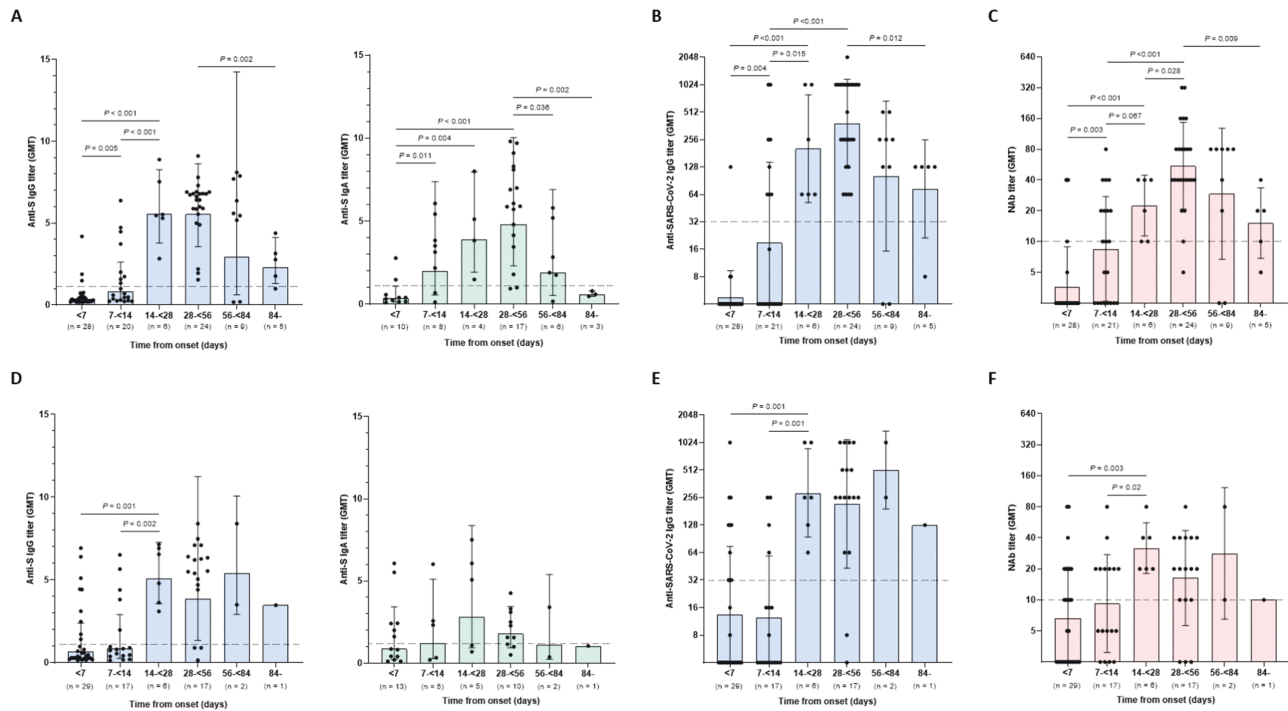 A
B
C
Anti-S IgG titer (GMT)
15
10
5
0
P = 0.002
P < 0.001
P < 0.001
P = 0.005
<7
7-<14
14-<28
28-<56
56-<84
84-
(n = 28)
(n = 20)
(n = 6)
(n = 24)
(n = 9)
(n = 5)
Time from onset (days)
Anti-S IgA titer (GMT)
15
10
5
0
P = 0.002
P = 0.036
P < 0.001
P = 0.004
P = 0.011
<7
7-<14
14-<28
28-<56
56-<84
84-
(n = 10)
(n = 8)
(n = 4)
(n = 17)
(n = 6)
(n = 3)
Time from onset (days)
Anti-SARS-CoV-2 IgG titer (GMT)
2048
1024
512
256
128
64
32
16
8
P <0.001
P <0.001
P = 0.012
P = 0.015
P = 0.004
<7
7-<14
14-<28
28-<56
56-<84
84-
(n = 28)
(n = 21)
(n = 6)
(n = 24)
(n = 9)
(n = 5)
Time from onset (days)
NAb titer (GMT)
640
320
160
80
40
20
10
5
P = 0.009
P <0.001
P = 0.028
P <0.001
P = 0.067
P = 0.003
<7
7-<14
14-<28
28-<56
56-<84
84-
(n = 28)
(n = 21)
(n = 6)
(n = 24)
(n = 9)
(n = 5)
Time from onset (days)
D
E
F
Anti-S IgG titer (GMT)
15
10
5
0
P = 0.001
P = 0.002
<7
7-<14
14-<28
28-<56
56-<84
84-
(n = 29)
(n = 17)
(n = 6)
(n = 17)
(n = 2)
(n = 1)
Time from onset (days)
Anti-S IgA titer (GMT)
15
10
5
0
<7
7-<14
14-<28
28-<56
56-<84
84-
(n = 13)
(n = 5)
(n = 5)
(n = 10)
(n = 2)
(n = 1)
Time from onset (days)
Anti-SARS-CoV-2 IgG titer (GMT)
2048
1024
512
256
128
64
32
16
8
P = 0.001
P = 0.001
<7
7-<14
14-<28
28-<56
56-<84
84-
(n = 29)
(n = 17)
(n = 6)
(n = 17)
(n = 2)
(n = 1)
Time from onset (days)
NAb titer (GMT)
640
320
160
80
40
20
10
5
P = 0.003
P = 0.02
<7
7-<14
14-<28
28-<56
56-<84
84-
(n = 29)
(n = 17)
(n = 6)
(n = 17)
(n = 2)
(n = 1)
Time from onset (days)